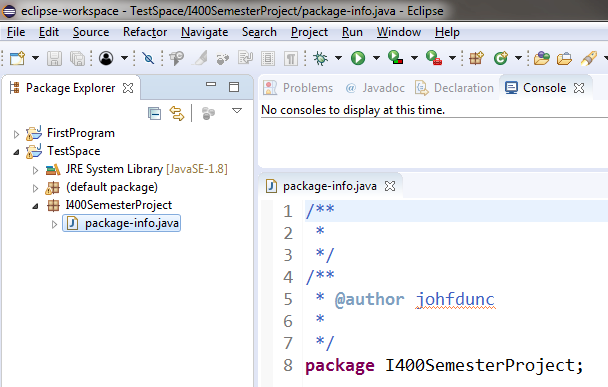 eclipse-workspace - TestSpace/I400SemesterProject/package-info.java - Eclipse
File Edit Source Refactor Navigate Search Project Run Window Help
Package Explorer
FirstProgram
TestSpace
JRE System Library [JavaSE-1.8]
(default package)
I400SemesterProject
package-info.java
Problems @ Javadoc Declaration Console
No consoles to display at this time.
package-info.java
1 /**
2 *
3 */
4 /**
5 * @author johfdunc
6 *
7 */
8 package I400SemesterProject;